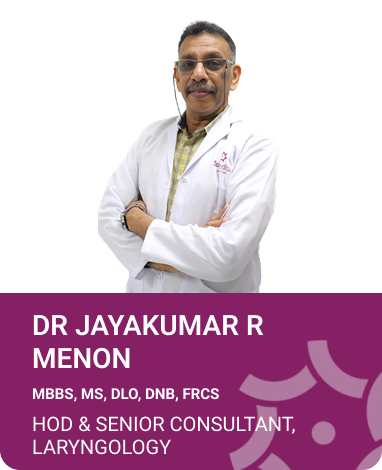 DR JAYAKUMAR R
MENON
MBBS, MS, DLO, DNB, FRCS
HOD & SENIOR CONSULTANT,
LARYNGOLOGY